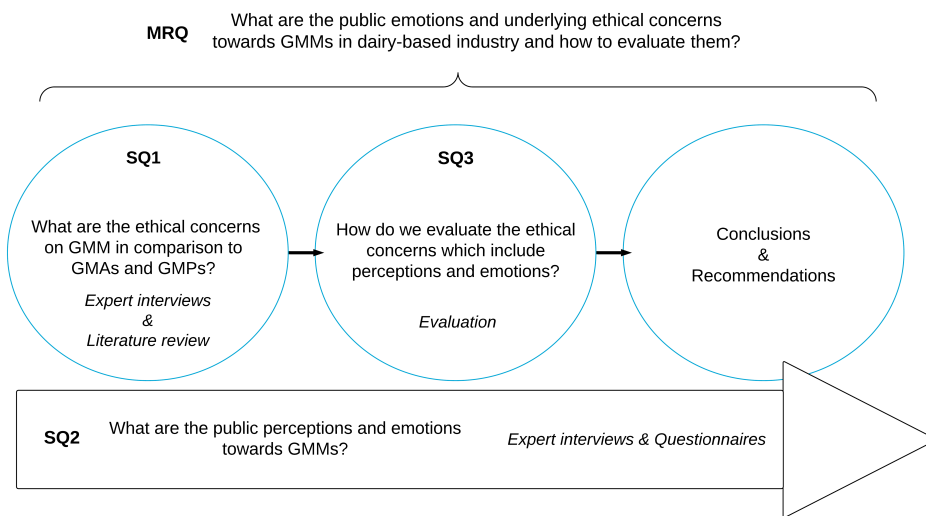 MRQ
What are the public emotions and underlying ethical concerns
towards GMMs in dairy-based industry and how to evaluate them?
SQ1
What are the ethical concerns
on GMM in comparison to
GMAs and GMPs?
Expert interviews
&
Literature review
SQ3
How do we evaluate the ethical
concerns which include
perceptions and emotions?
Evaluation
Conclusions
&
Recommendations
SQ2
What are the public perceptions and emotions
towards GMMs?
Expert interviews & Questionnaires